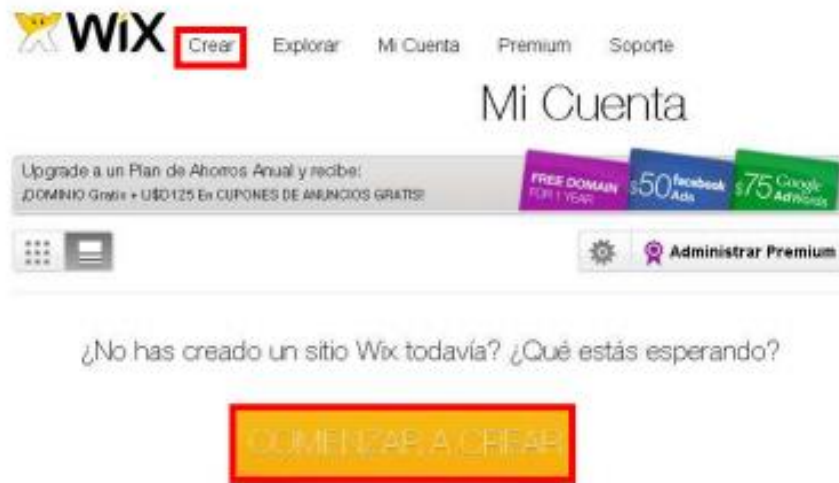 WiX Crear Explorar Mi Cuenta Premium Soporte
Mi Cuenta
Upgrade a un Plan de Ahorros Anual y recibe:
¡DOMINIO Gratis + U$D125 En CUPONES DE ANUNCIOS GRATIS!
FREE DOMAIN
FOR 1 YEAR
$50 facebook Ads
$75 Google AdWords
Administrar Premium
¿No has creado un sitio Wix todavía? ¿Qué estás esperando?
COMENZAR A CREAR